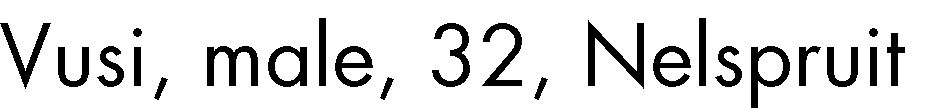 Vusi, male, 32, Nelspruit